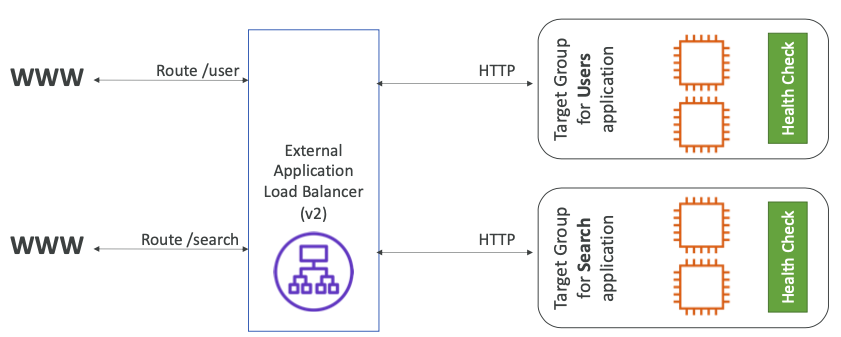 WWW
Route /user
HTTP
Target Group
for Users
application
Health Check
External
Application
Load Balancer
(v2)
WWW
Route /search
HTTP
Target Group
for Search
application
Health Check